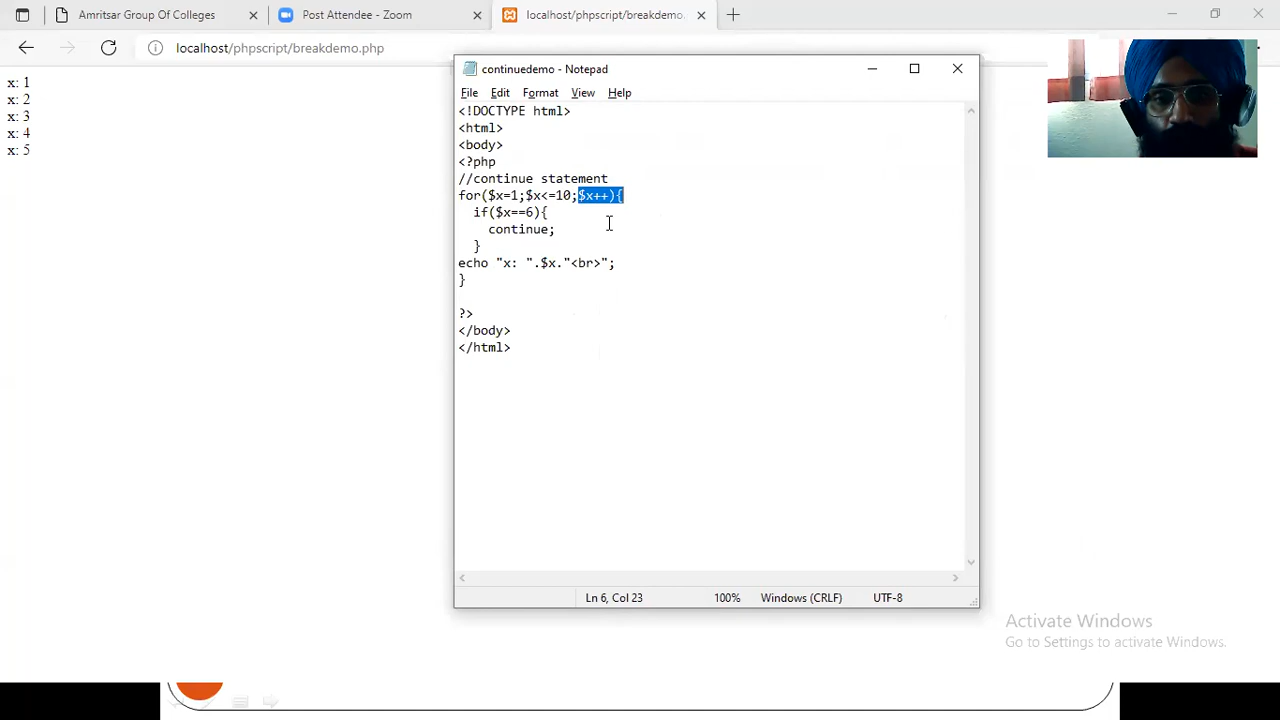 Amritsar Group Of Colleges
Post Attendee - Zoom
localhost/phpscript/breakdemo.
localhost/phpscript/breakdemo.php
x: 1
x: 2
x: 3
x: 4
x: 5
continuedemo - Notepad
File Edit Format View Help
<!DOCTYPE html>
<html>
<body>
<?php
//continue statement
for($x=1;$x<=10;$x++){
if($x==6){
continue;
}
echo "x: ".$x."<br>";
}
?>
</body>
</html>
Ln 6, Col 23
100%
Windows (CRLF)
UTF-8
Activate Windows
Go to Settings to activate Windows.